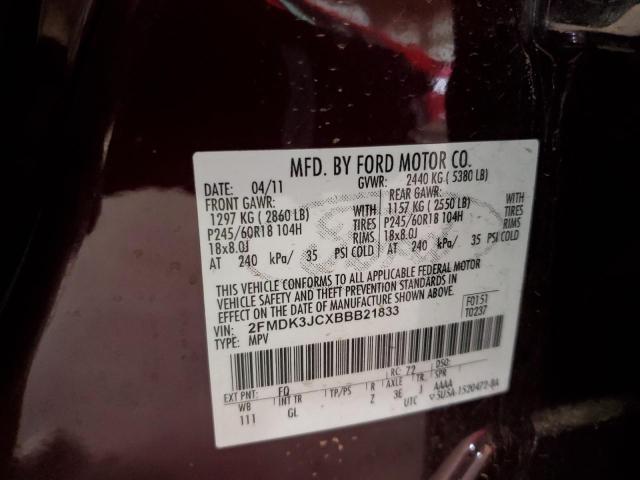 MFD. BY FORD MOTOR CO.
DATE: 04/11 GVWR: 2440 KG ( 5380 LB)
FRONT GAWR: REAR GAWR:
1297 KG ( 2860 LB) WITH 1157 KG ( 2550 LB) WITH
P245/60R18 104H TIRES P245/60R18 104H TIRES
18x8.0J RIMS 18x8.0J RIMS
AT 240 kPa/ 35 PSI COLD AT 240 kPa/ 35 PSI COLD
THIS VEHICLE CONFORMS TO ALL APPLICABLE FEDERAL MOTOR
VEHICLE SAFETY AND THEFT PREVENTION STANDARDS IN
EFFECT ON THE DATE OF MANUFACTURE SHOWN ABOVE.
VIN: 2FMDK3JCXBBB21833 F0151
TYPE: MPV T0237
RC: 72 DSO:
EXT PNT: FQ
WB INT TR TP/PS R AXLE TR SPR
111 GL Z 3E J AAAA
UTC